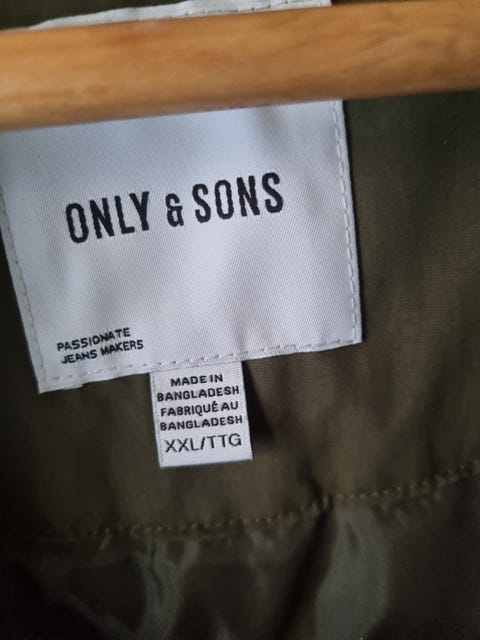 ONLY & SONS
PASSIONATE
JEANS MAKERS
MADE IN
BANGLADESH
FABRIQUÉ AU
BANGLADESH
XXL/TTG